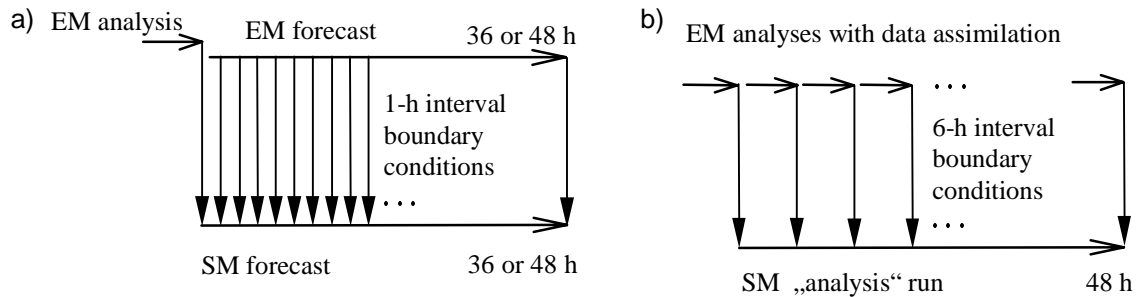 a)
EM analysis
EM forecast
36 or 48 h
1-h interval
boundary
conditions
. . .
SM forecast
36 or 48 h
b)
EM analyses with data assimilation
. . .
6-h interval
boundary
conditions
. . .
SM „analysis“ run
48 h